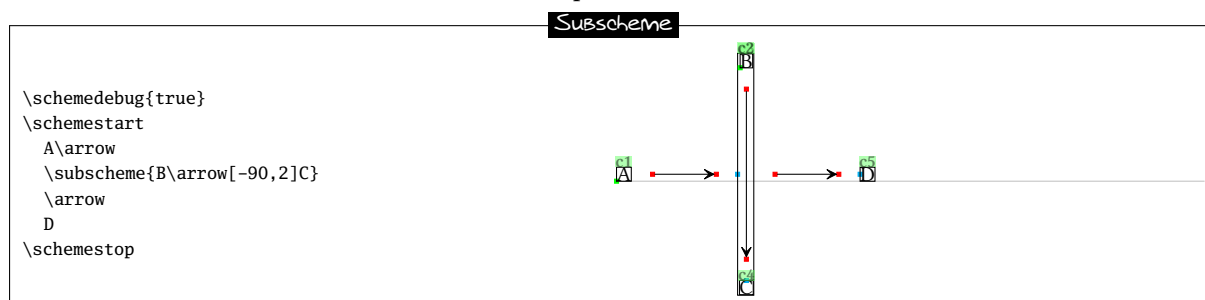 Subscheme
\schemedebug{true}
\schemestart
A\arrow
\subscheme{B\arrow[-90,2]C}
\arrow
D
\schemestop
c2
B
c1
A
c5
D
c4
C